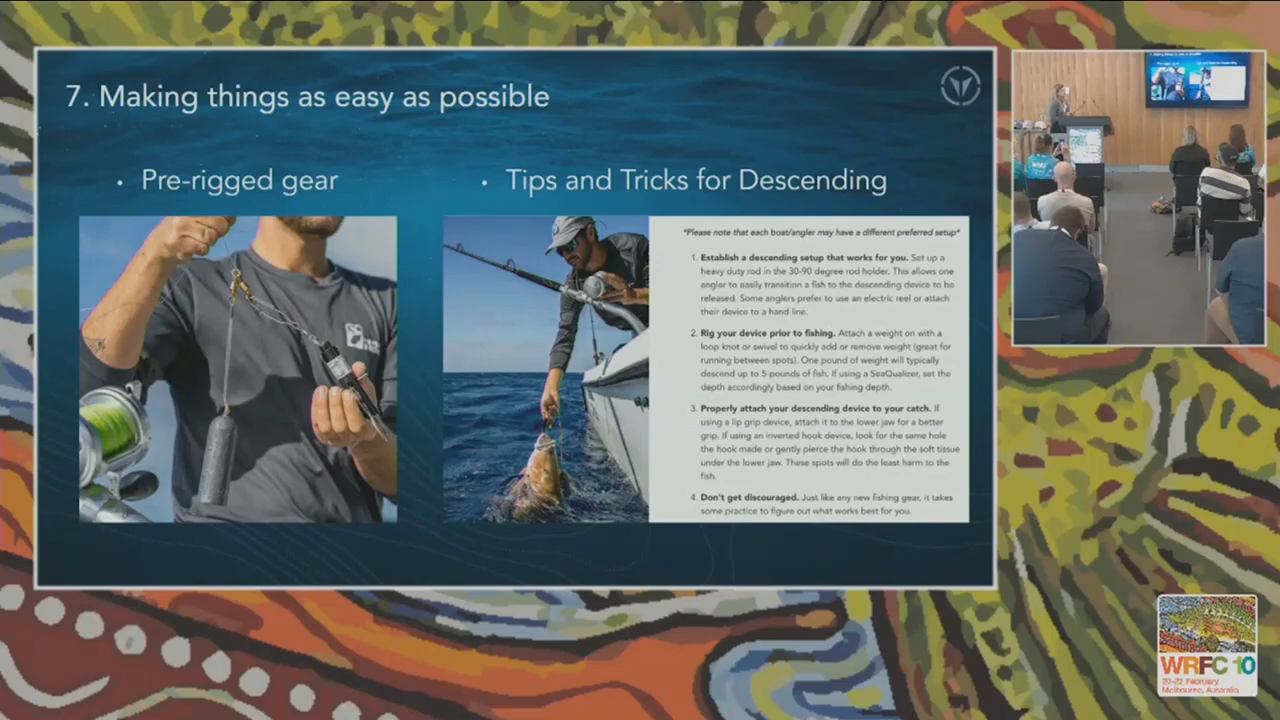 7. Making things as easy as possible
• Pre-rigged gear
• Tips and Tricks for Descending
*Please note that each boat/angler may have a different preferred setup*
1. Establish a descending setup that works for you. Set up a
heavy duty rod in the 30-90 degree rod holder. This allows one
angler to easily transition a fish to the descending device to be
released. Some anglers prefer to use an electric reel or attach
their device to a hand line.
2. Rig your device prior to fishing. Attach a weight on with a
loop knot or swivel to quickly add or remove weight (great for
running between spots). One pound of weight will typically
descend up to 5-pounds of fish. If using a SeaQualizer, set the
depth accordingly based on your fishing depth.
3. Properly attach your descending device to your catch. If
using a lip grip device, attach it to the lower jaw for a better
grip. If using an inverted hook device, look for the same hole
the hook made or gently pierce the hook through the soft tissue
under the lower jaw. These spots will do the least harm to the
fish.
4. Don't get discouraged. Just like any new fishing gear, it takes
some practice to figure out what works best for you.
WRFC 10
20-22 February
Melbourne, Australia